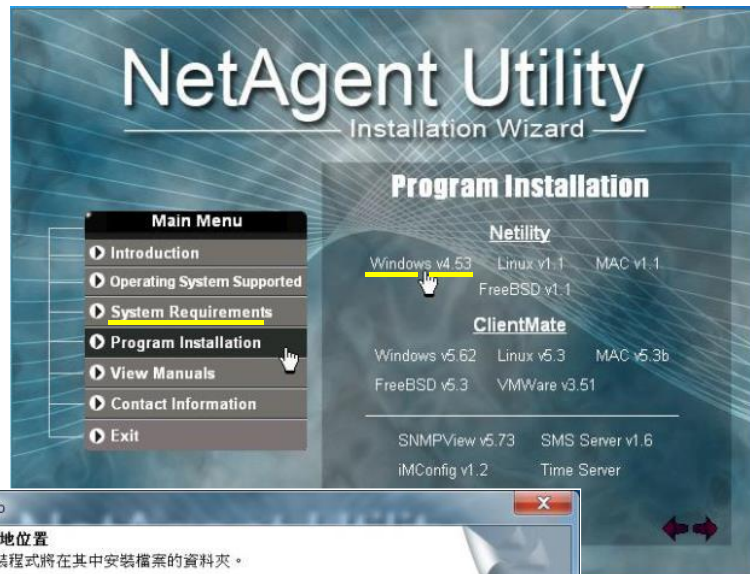 NetAgent Utility
Installation Wizard
Main Menu
Introduction
Operating System Supported
System Requirements
Program Installation
View Manuals
Contact Information
Exit
Program Installation
Netility
Windows v4.53 Linux v1.1 MAC v1.1
FreeBSD v1.1
ClientMate
Windows v5.62 Linux v5.3 MAC v5.3b
FreeBSD v5.3 VMWare v3.51
SNMPView v5.73 SMS Server v1.6
iMConfig v1.2 Time Server
地位置
裝程式將在其中安裝檔案的資料夾。